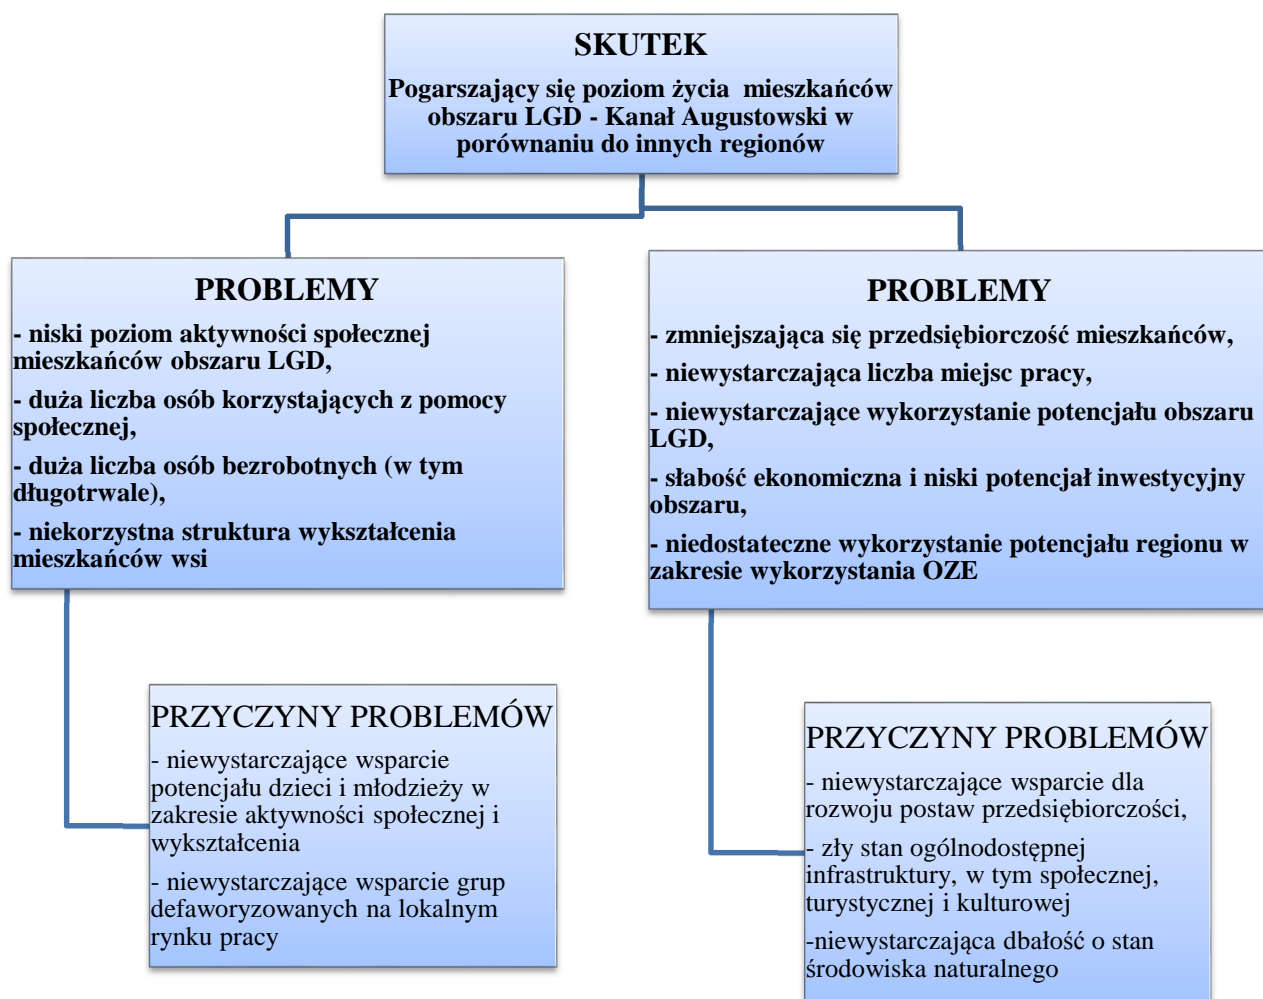 SKUTEK
Pogarszający się poziom życia mieszkańców
obszaru LGD - Kanał Augustowski w
porównaniu do innych regionów
PROBLEMY
- niski poziom aktywności społecznej
mieszkańców obszaru LGD,
- duża liczba osób korzystających z pomocy
społecznej,
- duża liczba osób bezrobotnych (w tym
długotrwale),
- niekorzystna struktura wykształcenia
mieszkańców wsi
PROBLEMY
- zmniejszająca się przedsiębiorczość mieszkańców,
- niewystarczająca liczba miejsc pracy,
- niewystarczające wykorzystanie potencjału obszaru
LGD,
- słabość ekonomiczna i niski potencjał inwestycyjny
obszaru,
- niedostateczne wykorzystanie potencjału regionu w
zakresie wykorzystania OZE
PRZYCZYNY PROBLEMÓW
- niewystarczające wsparcie
potencjału dzieci i młodzieży w
zakresie aktywności społecznej i
wykształcenia
- niewystarczające wsparcie grup
defaworyzowanych na lokalnym
rynku pracy
PRZYCZYNY PROBLEMÓW
- niewystarczające wsparcie dla
rozwoju postaw przedsiębiorczości,
- zły stan ogólnodostępnej
infrastruktury, w tym społecznej,
turystycznej i kulturowej
-niewystarczająca dbałość o stan
środowiska naturalnego